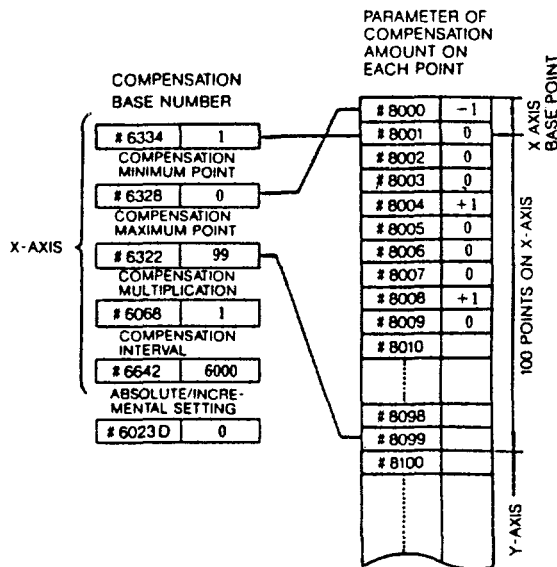 PARAMETER OF
COMPENSATION
AMOUNT ON
EACH POINT
COMPENSATION
BASE NUMBER
# 6334 1
COMPENSATION
MINIMUM POINT
# 6328 0
COMPENSATION
MAXIMUM POINT
# 6322 99
COMPENSATION
MULTIPLICATION
# 6068 1
COMPENSATION
INTERVAL
# 6642 6000
ABSOLUTE/INCRE-
MENTAL SETTING
# 6023 D 0
X-AXIS
# 8000 -1
# 8001 0
# 8002 0
# 8003 0
# 8004 +1
# 8005 0
# 8006 0
# 8007 0
# 8008 +1
# 8009 0
# 8010
# 8098
# 8099
# 8100
X AXIS
BASE POINT
100 POINTS ON X-AXIS
Y-AXIS